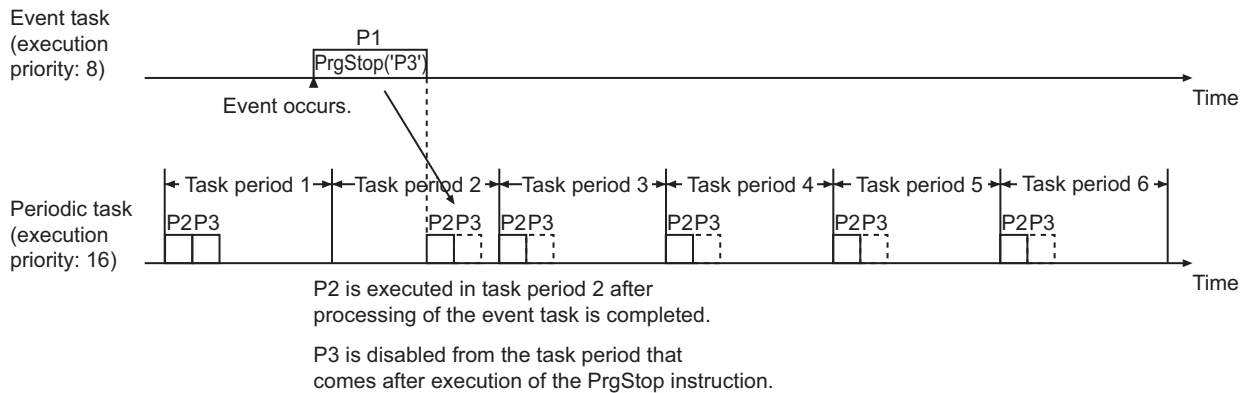 Event task
(execution
priority: 8)
P1
PrgStop('P3')
Event occurs.
Time
Periodic task
(execution
priority: 16)
Task period 1
Task period 2
Task period 3
Task period 4
Task period 5
Task period 6
P2 P3
P2 P3
P2 P3
P2 P3
P2 P3
P2 P3
Time
P2 is executed in task period 2 after
processing of the event task is completed.
P3 is disabled from the task period that
comes after execution of the PrgStop instruction.